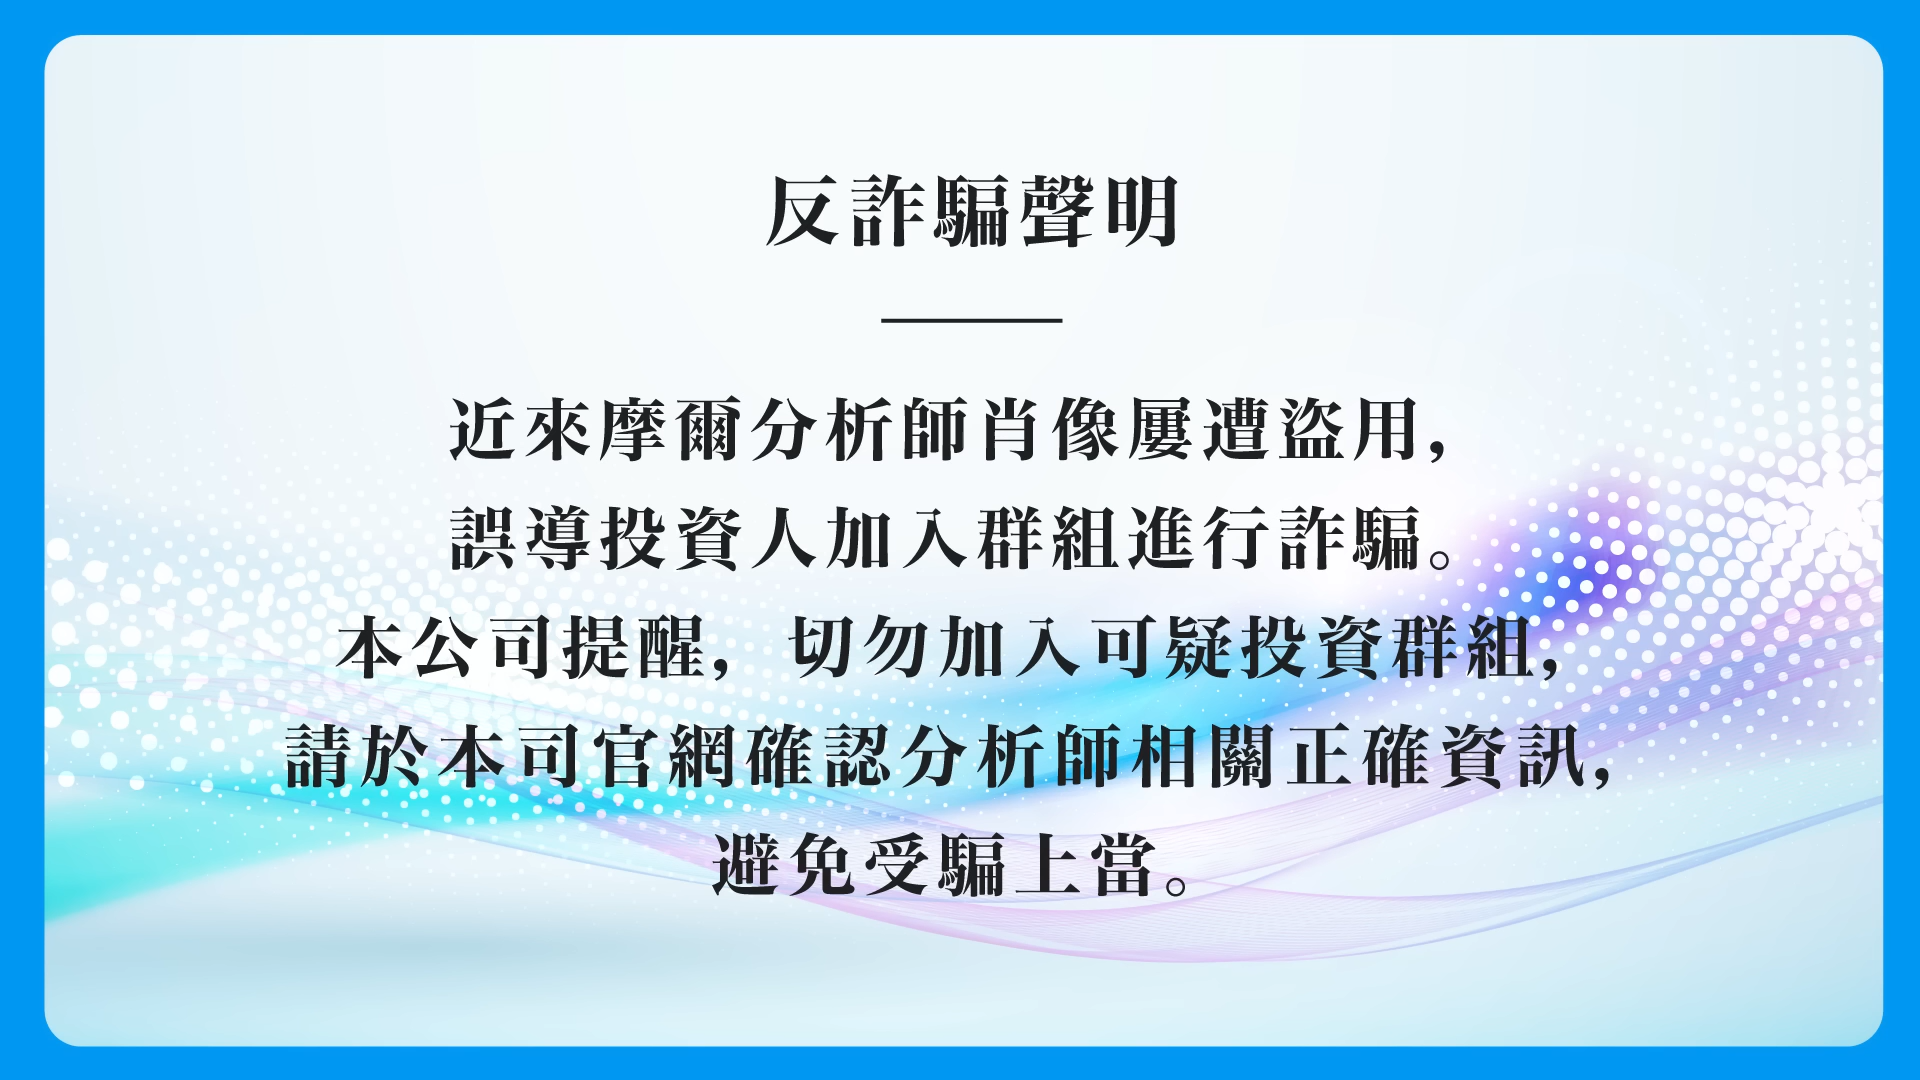 反詐騙聲明
近來摩爾分析師肖像屢遭盜用，
誤導投資人加入群組進行詐騙。
本公司提醒，切勿加入可疑投資群組，
請於本司官網確認分析師相關正確資訊，
避免受騙上當。